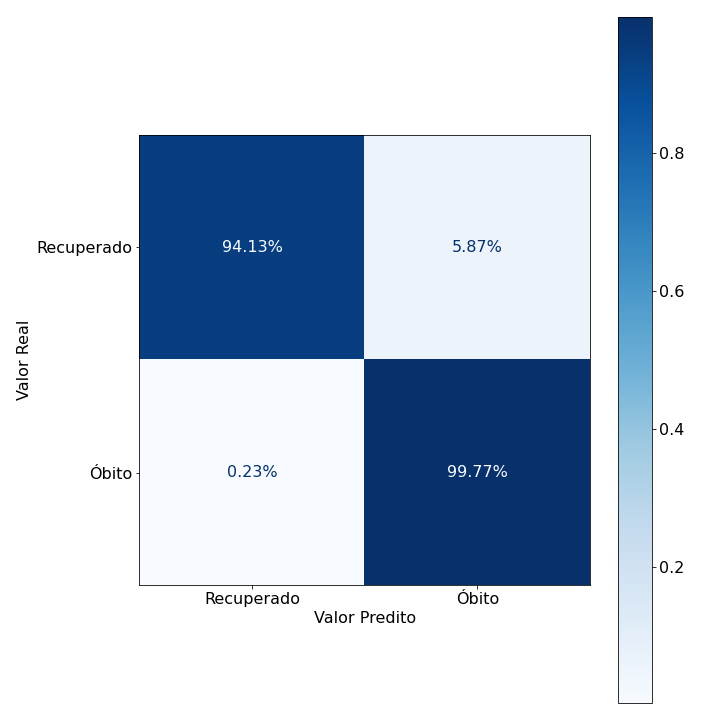 0.8
Recuperado
94.13%
5.87%
0.6
Valor Real
0.4
Óbito
0.23%
99.77%
0.2
Recuperado
Óbito
Valor Predito